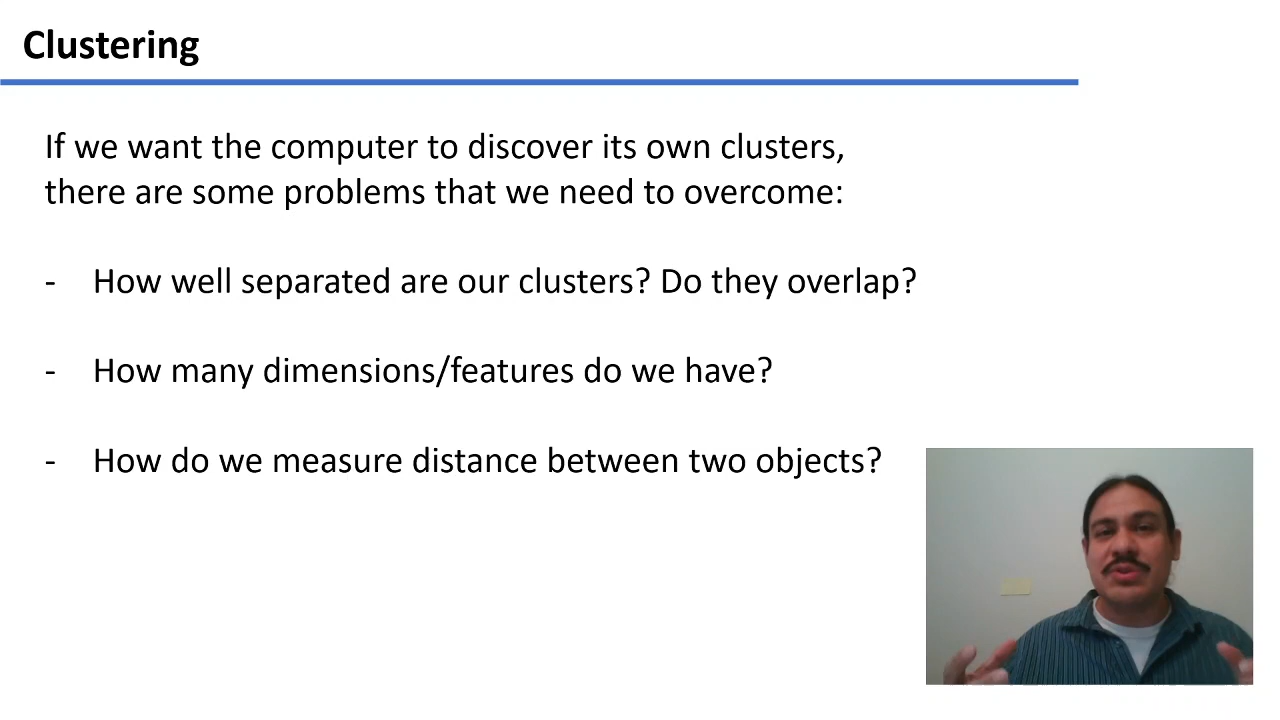 Clustering
If we want the computer to discover its own clusters,
there are some problems that we need to overcome:
- How well separated are our clusters? Do they overlap?
- How many dimensions/features do we have?
- How do we measure distance between two objects?